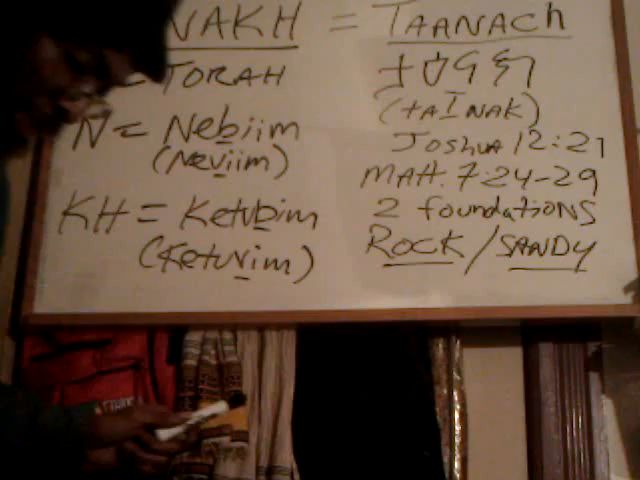 NAKH = TAANACH
= TORAH
N = Nebiim
(Neviim)
KH = Ketubim
(Ketuvim)
(tAINAK)
Joshua 12:21
MAtt. 7:24-29
2 foundations
ROCK / SANDY